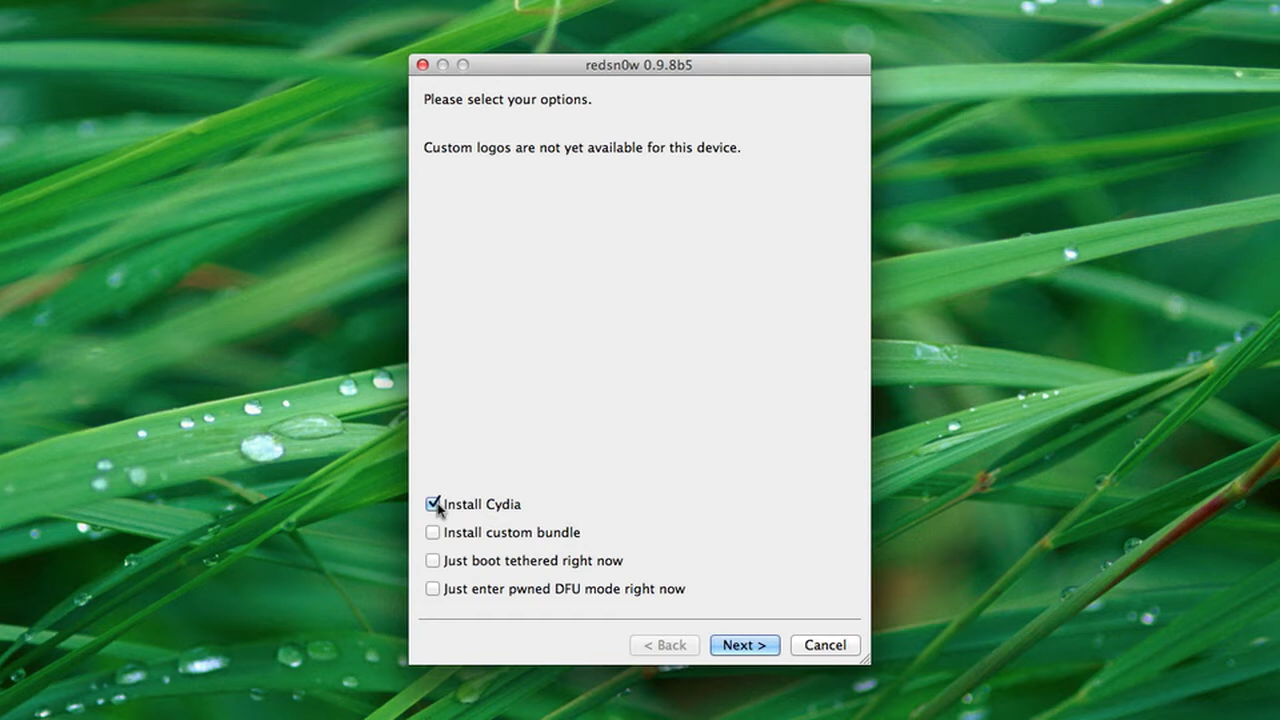 redsn0w 0.9.8b5
Please select your options.
Custom logos are not yet available for this device.
Install Cydia
Install custom bundle
Just boot tethered right now
Just enter pwned DFU mode right now
< Back
Next >
Cancel